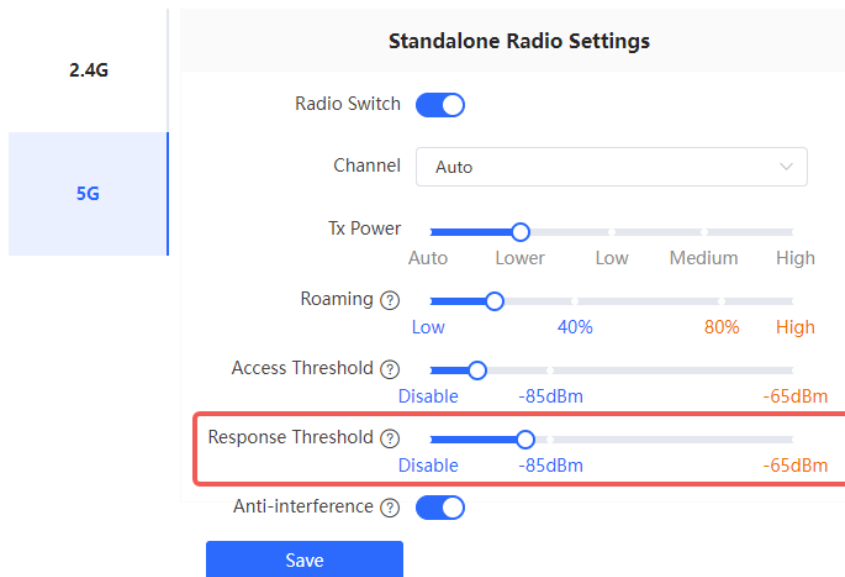 Standalone Radio Settings
2.4G
5G
Radio Switch
Channel Auto
Tx Power
Auto Lower Low Medium High
Roaming ?
Low 40% 80% High
Access Threshold ?
Disable -85dBm -65dBm
Response Threshold ?
Disable -85dBm -65dBm
Anti-interference ?
Save